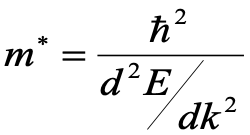 m* = ħ² / (d²E/dk²)